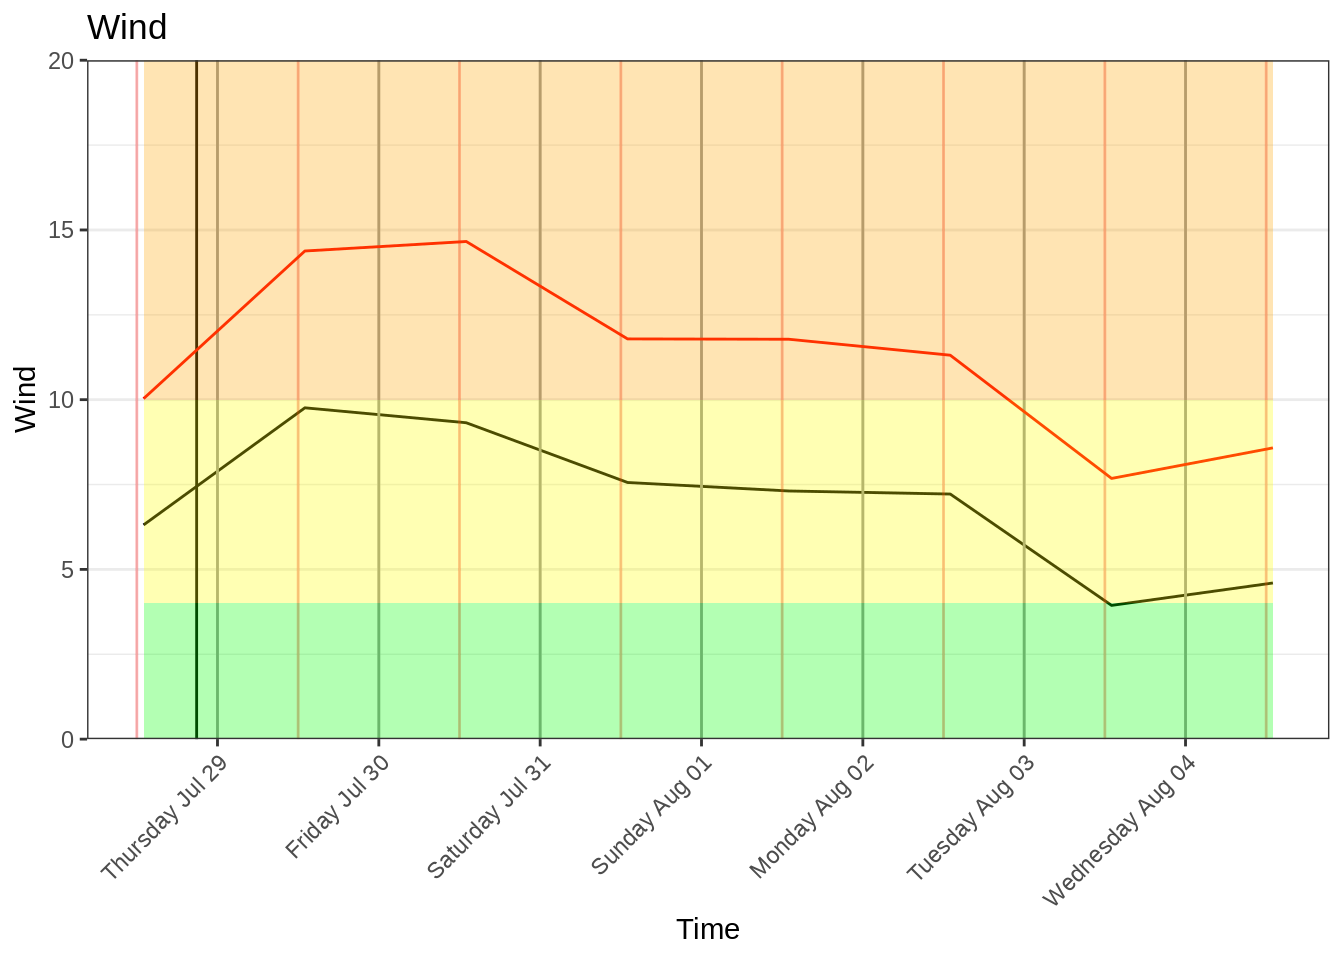 Wind
20
15
10
5
0
Wind
Thursday Jul 29
Friday Jul 30
Saturday Jul 31
Sunday Aug 01
Monday Aug 02
Tuesday Aug 03
Wednesday Aug 04
Time